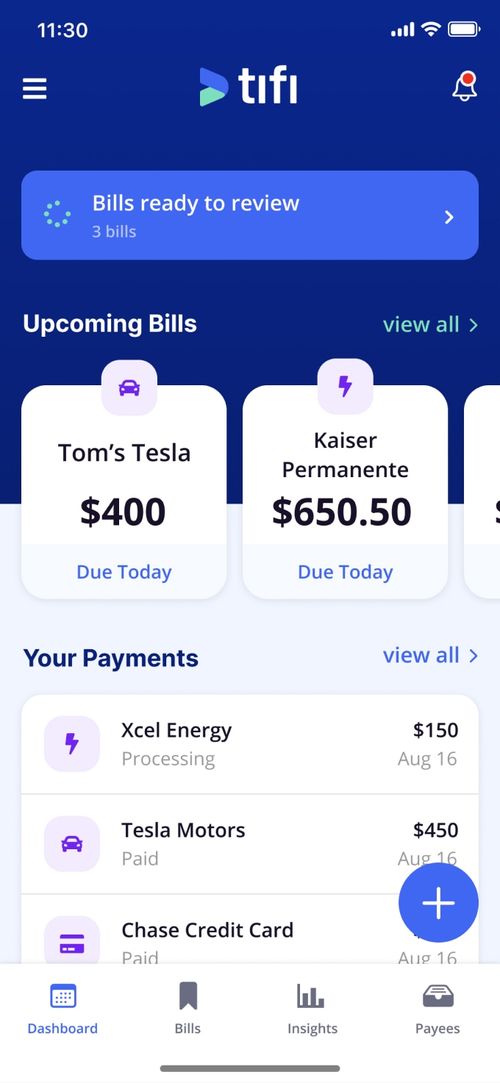 11:30
tıfı
Bills ready to review
3 bills
Upcoming Bills
view all
Tom’s Tesla
$400
Due Today
Kaiser
Permanente
$650.50
Due Today
Your Payments
view all
Xcel Energy
$150
Processing
Aug 16
Tesla Motors
$450
Paid
Aug 16
Chase Credit Card
Paid
Aug 16
Dashboard
Bills
Insights
Payees